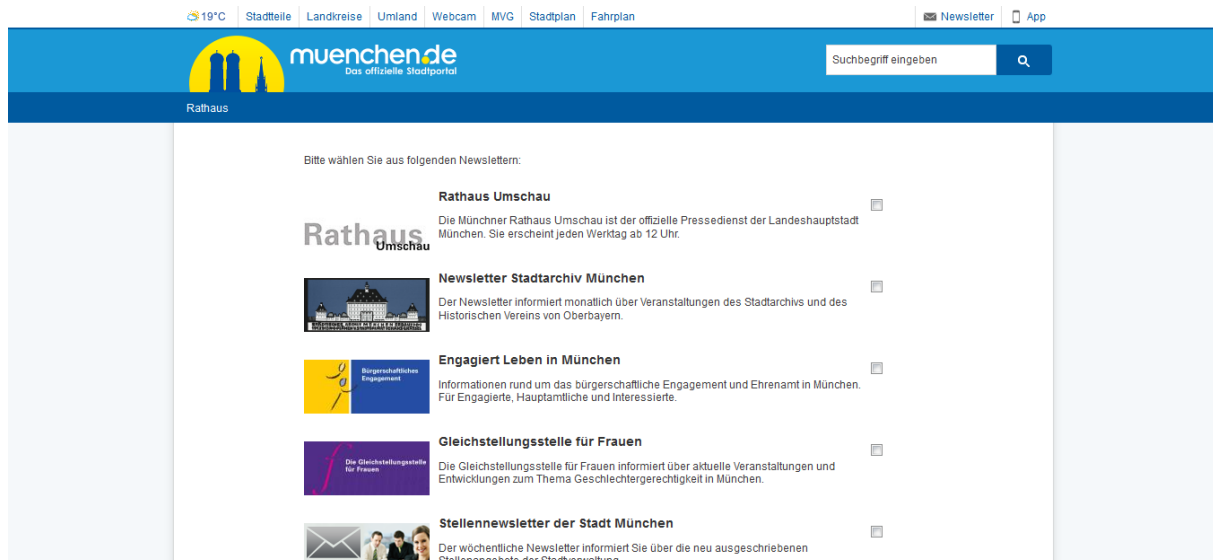 19°C Stadtteile Landkreise Umland Webcam MVG Stadtplan Fahrplan Newsletter App
muenchen.de
Das offizielle Stadtportal
Suchbegriff eingeben
Rathaus
Bitte wählen Sie aus folgenden Newslettern:
Rathaus Umschau
Die Münchner Rathaus Umschau ist der offizielle Pressedienst der Landeshauptstadt
München. Sie erscheint jeden Werktag ab 12 Uhr.
Rathaus
Umschau
Newsletter Stadtarchiv München
Der Newsletter informiert monatlich über Veranstaltungen des Stadtarchivs und des
Historischen Vereins von Oberbayern.
Engagiert Leben in München
Bürgerschaftliches
Engagement
Informationen rund um das bürgerschaftliche Engagement und Ehrenamt in München.
Für Engagierte, Hauptamtliche und Interessierte.
Gleichstellungsstelle für Frauen
Die Gleichstellungsstelle
für Frauen
Die Gleichstellungsstelle für Frauen informiert über aktuelle Veranstaltungen und
Entwicklungen zum Thema Geschlechtergerechtigkeit in München.
Stellennewsletter der Stadt München
Der wöchentliche Newsletter informiert Sie über die neu ausgeschriebenen
Stellenangebote der Stadtverwaltung